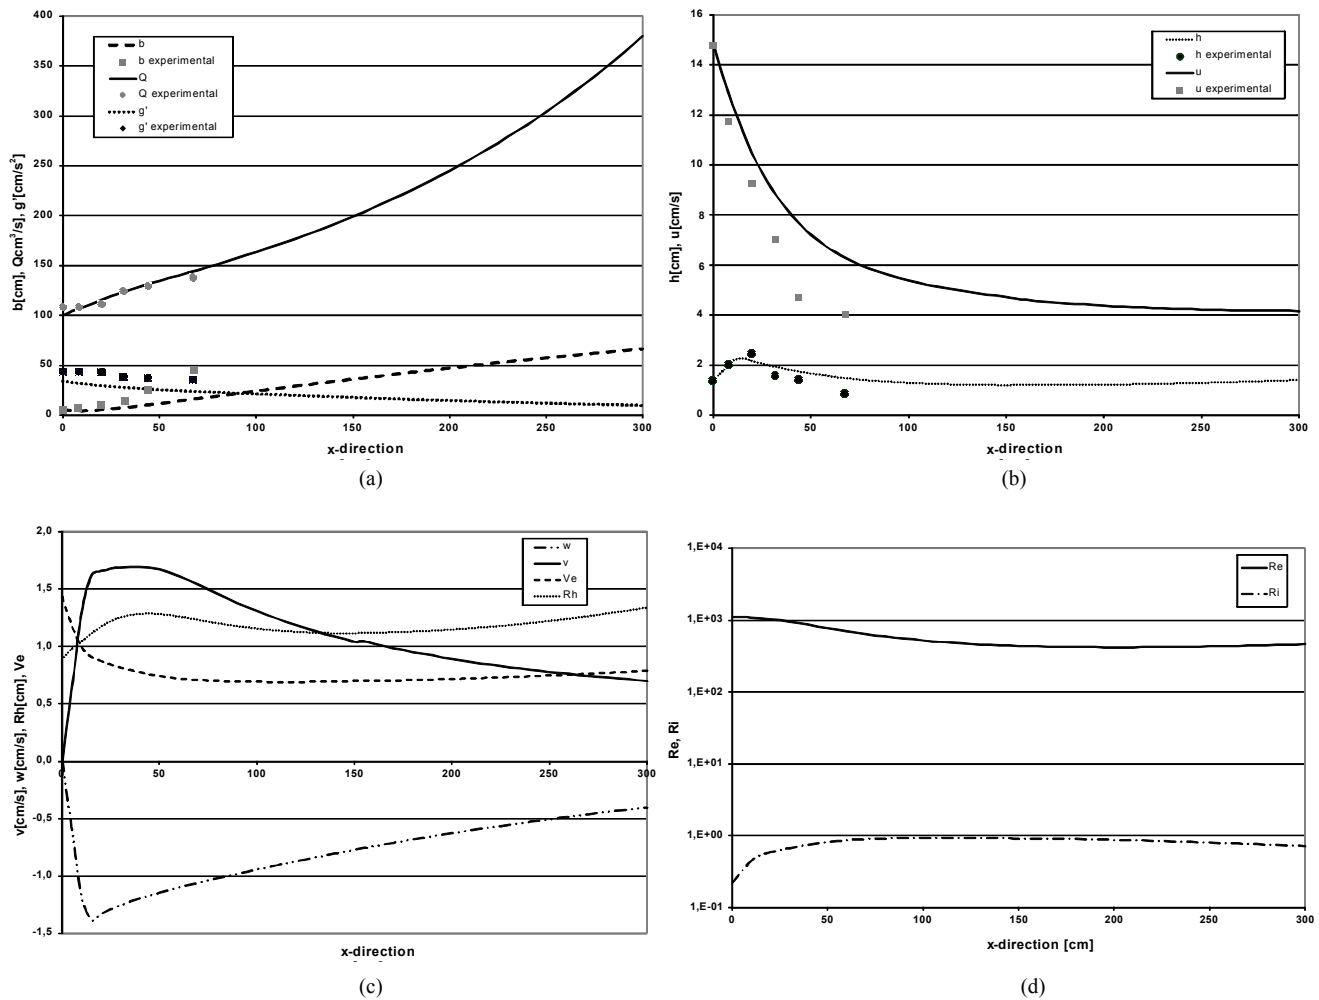 400
350
300
250
200
150
100
50
0
b[cm], Qcm³/s], g'[cm/s²]
b
b experimental
Q
Q experimental
g'
g' experimental
0 50 100 150 200 250 300
x-direction
(a)
16
14
12
10
8
6
4
2
0
h[cm], u[cm/s]
h
h experimental
u
u experimental
0 50 100 150 200 250 300
x-direction
(b)
2,0
1,5
1,0
0,5
0,0
-0,5
-1,0
-1,5
v[cm/s], w[cm/s], Rh[cm], Ve
w
v
Ve
Rh
0 50 100 150 200 250 300
x-direction
(c)
1,E+04
1,E+03
1,E+02
1,E+01
1,E+00
1,E-01
Re, Ri
Re
Ri
0 50 100 150 200 250 300
x-direction [cm]
(d)